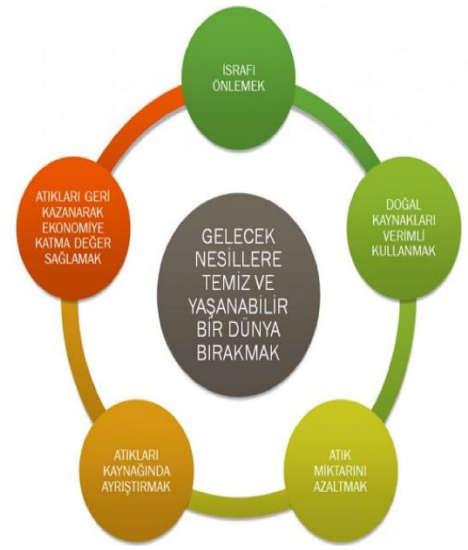 İSRAFI
ÖNLEMEK
DOĞAL
KAYNAKLARI
VERİMLİ
KULLANMAK
ATIK
MİKTARINI
AZALTMAK
ATIKLARI
KAYNAĞINDA
AYRIŞTIRMAK
ATIKLARI GERİ
KAZANARAK
EKONOMİYE
KATMA DEĞER
SAĞLAMAK
GELECEK
NESİLLERE
TEMİZ VE
YAŞANABİLİR
BİR DÜNYA
BIRAKMAK